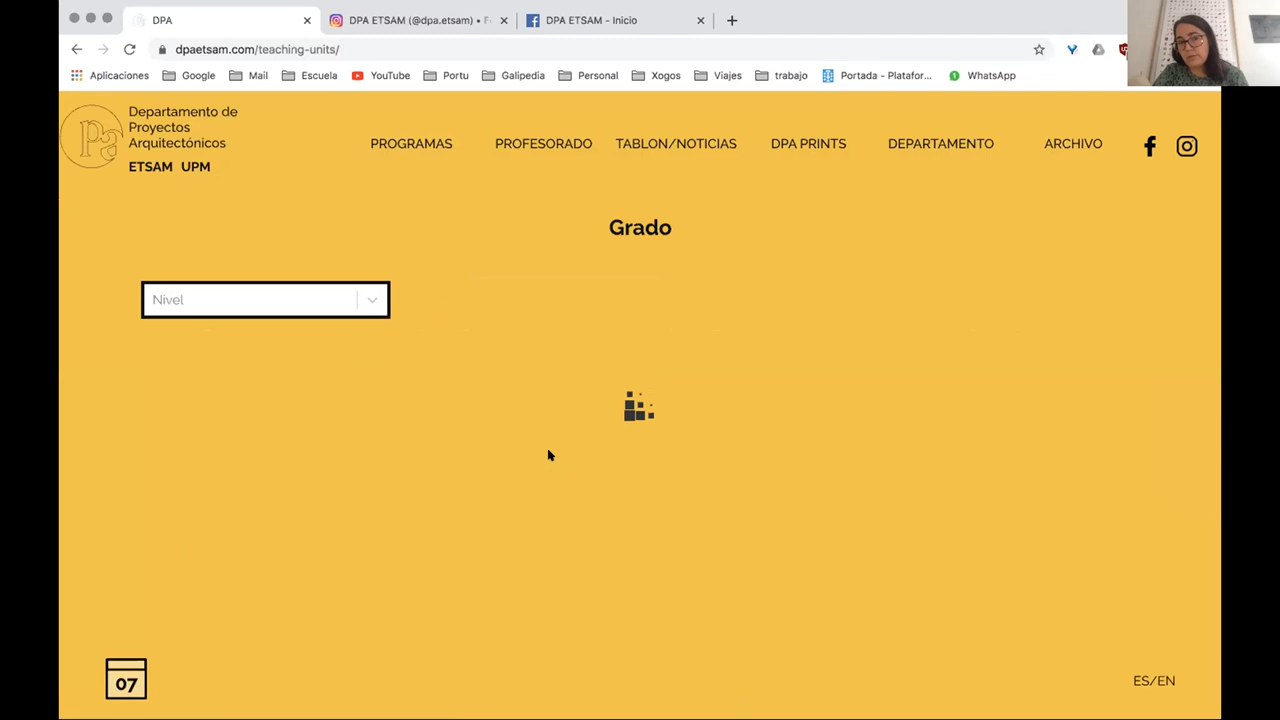 DPA
DPA ETSAM (@dpa.etsam) •
DPA ETSAM - Inicio
dpaetsam.com/teaching-units/
Aplicaciones
Google
Mail
Escuela
YouTube
Portu
Galipedia
Personal
Xogos
Viajes
trabajo
Portada - Platafor...
WhatsApp
Departamento de
Proyectos
Arquitectónicos
ETSAM UPM
PROGRAMAS
PROFESORADO
TABLON/NOTICIAS
DPA PRINTS
DEPARTAMENTO
ARCHIVO
Grado
Nivel
07
ES/EN